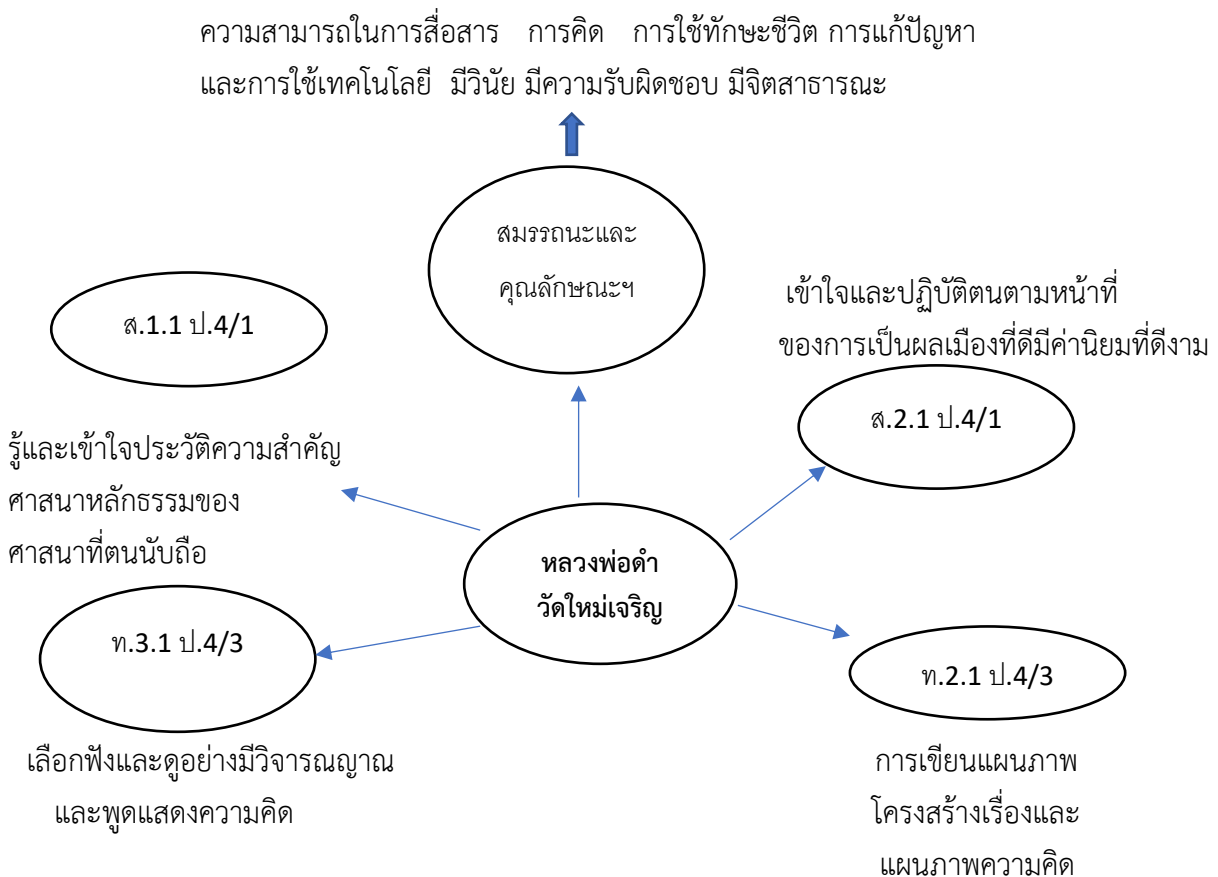 ความสามารถในการสื่อสาร การคิด การใช้ทักษะชีวิต การแก้ปัญหา
และการใช้เทคโนโลยี มีวินัย มีความรับผิดชอบ มีจิตสาธารณะ
สมรรถนะและ
คุณลักษณะฯ
ส.1.1 ป.4/1
เข้าใจและปฏิบัติตนตามหน้าที่
ของการเป็นผลเมืองที่ดีมีค่านิยมที่ดีงาม
ส.2.1 ป.4/1
รู้และเข้าใจประวัติความสำคัญ
ศาสนาหลักธรรมของ
ศาสนาที่ตนนับถือ
หลวงพ่อดำ
วัดใหม่เจริญ
ท.3.1 ป.4/3
ท.2.1 ป.4/3
เลือกฟังและดูอย่างมีวิจารณญาณ
และพูดแสดงความคิด
การเขียนแผนภาพ
โครงสร้างเรื่องและ
แผนภาพความคิด